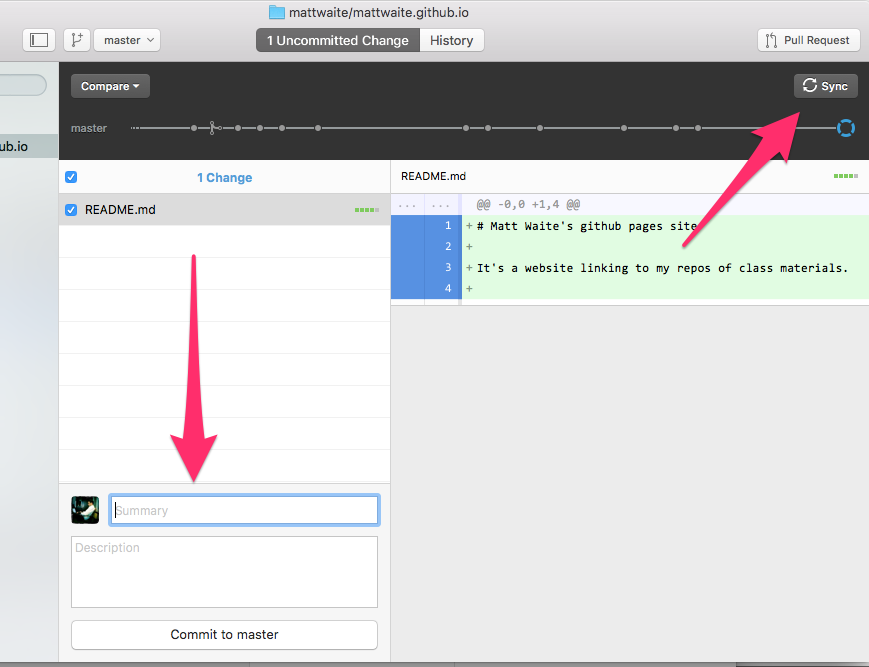 mattwaite/mattwaite.github.io
master
1 Uncommitted Change
History
Pull Request
Compare
Sync
master
ub.io
1 Change
README.md
README.md
... ... @@ -0,0 +1,4 @@
1 + # Matt Waite's github pages site
2 +
3 + It's a website linking to my repos of class materials.
4 +
Summary
Description
Commit to master